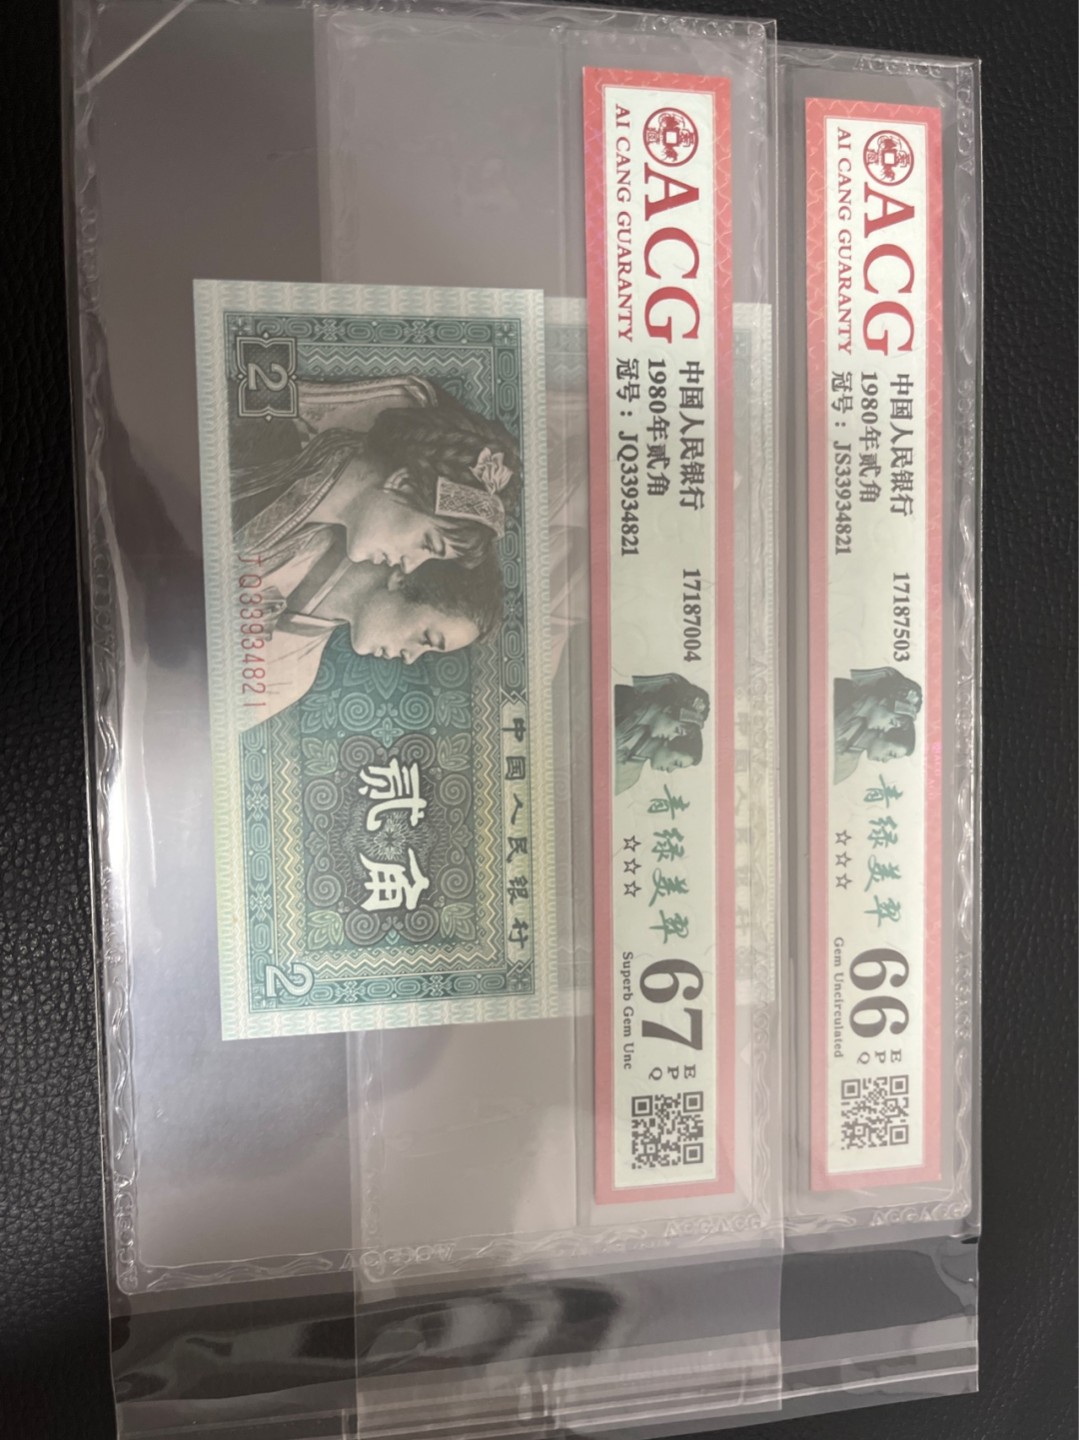 ACG
AI CANG GUARANTY
中国人民银行
1980年贰角
冠号：JS33934821
17187503
青绿美翠
☆☆☆
66
EPQ
Gem Uncirculated
ACG
AI CANG GUARANTY
中国人民银行
1980年贰角
冠号：JQ33934821
17187004
青绿美翠
☆☆☆
67
EPQ
Superb Gem Unc
中国人民银行
贰角
2
2
JQ33934821